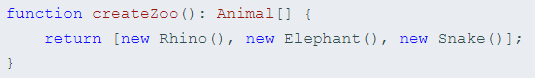 function createZoo(): Animal[] {
    return [new Rhino(), new Elephant(), new Snake()];
}